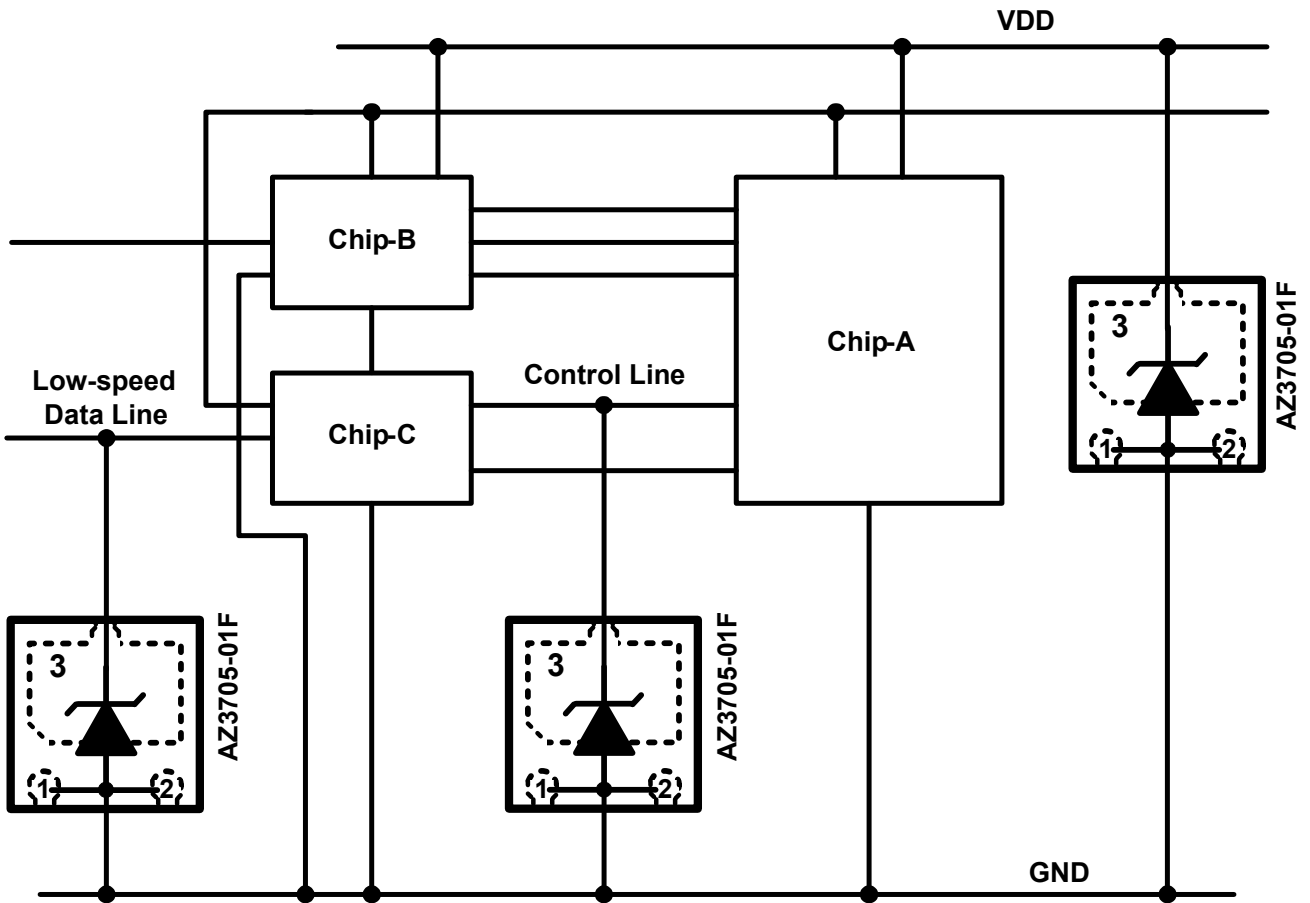 VDD
Chip-B
Chip-A
3
AZ3705-01F
1
2
Low-speed
Data Line
Control Line
Chip-C
3
AZ3705-01F
1
2
3
AZ3705-01F
1
2
GND